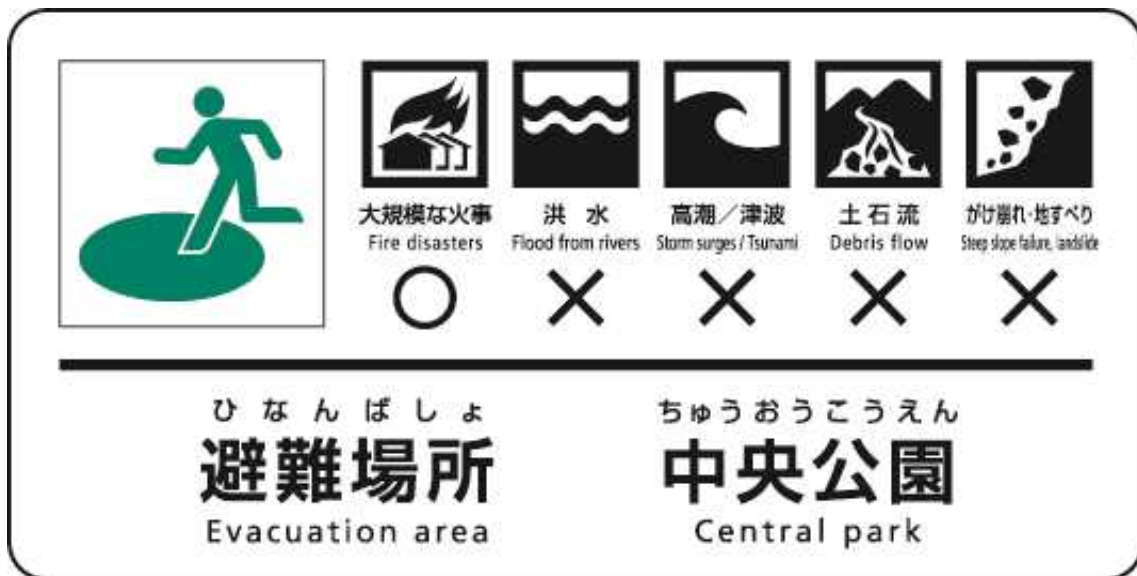 大規模な火事
Fire disasters
○
洪水
Flood from rivers
×
高潮／津波
Storm surges / Tsunami
×
土石流
Debris flow
×
がけ崩れ・地すべり
Steep slope failure, landslide
×
ひなんばしょ
避難場所
Evacuation area
ちゅうおうこうえん
中央公園
Central park